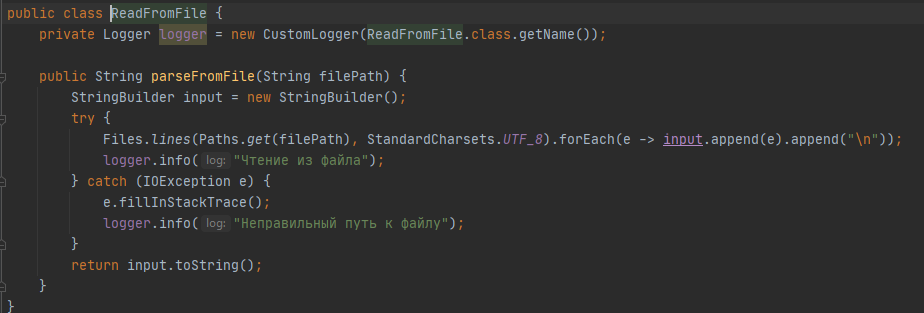 public class ReadFromFile {
    private Logger logger = new CustomLogger(ReadFromFile.class.getName());

    public String parseFromFile(String filePath) {
        StringBuilder input = new StringBuilder();
        try {
            Files.lines(Paths.get(filePath), StandardCharsets.UTF_8).forEach(e -> input.append(e).append("\n"));
            logger.info( log: "Чтение из файла");
        } catch (IOException e) {
            e.fillInStackTrace();
            logger.info( log: "Неправильный путь к файлу");
        }
        return input.toString();
    }
}